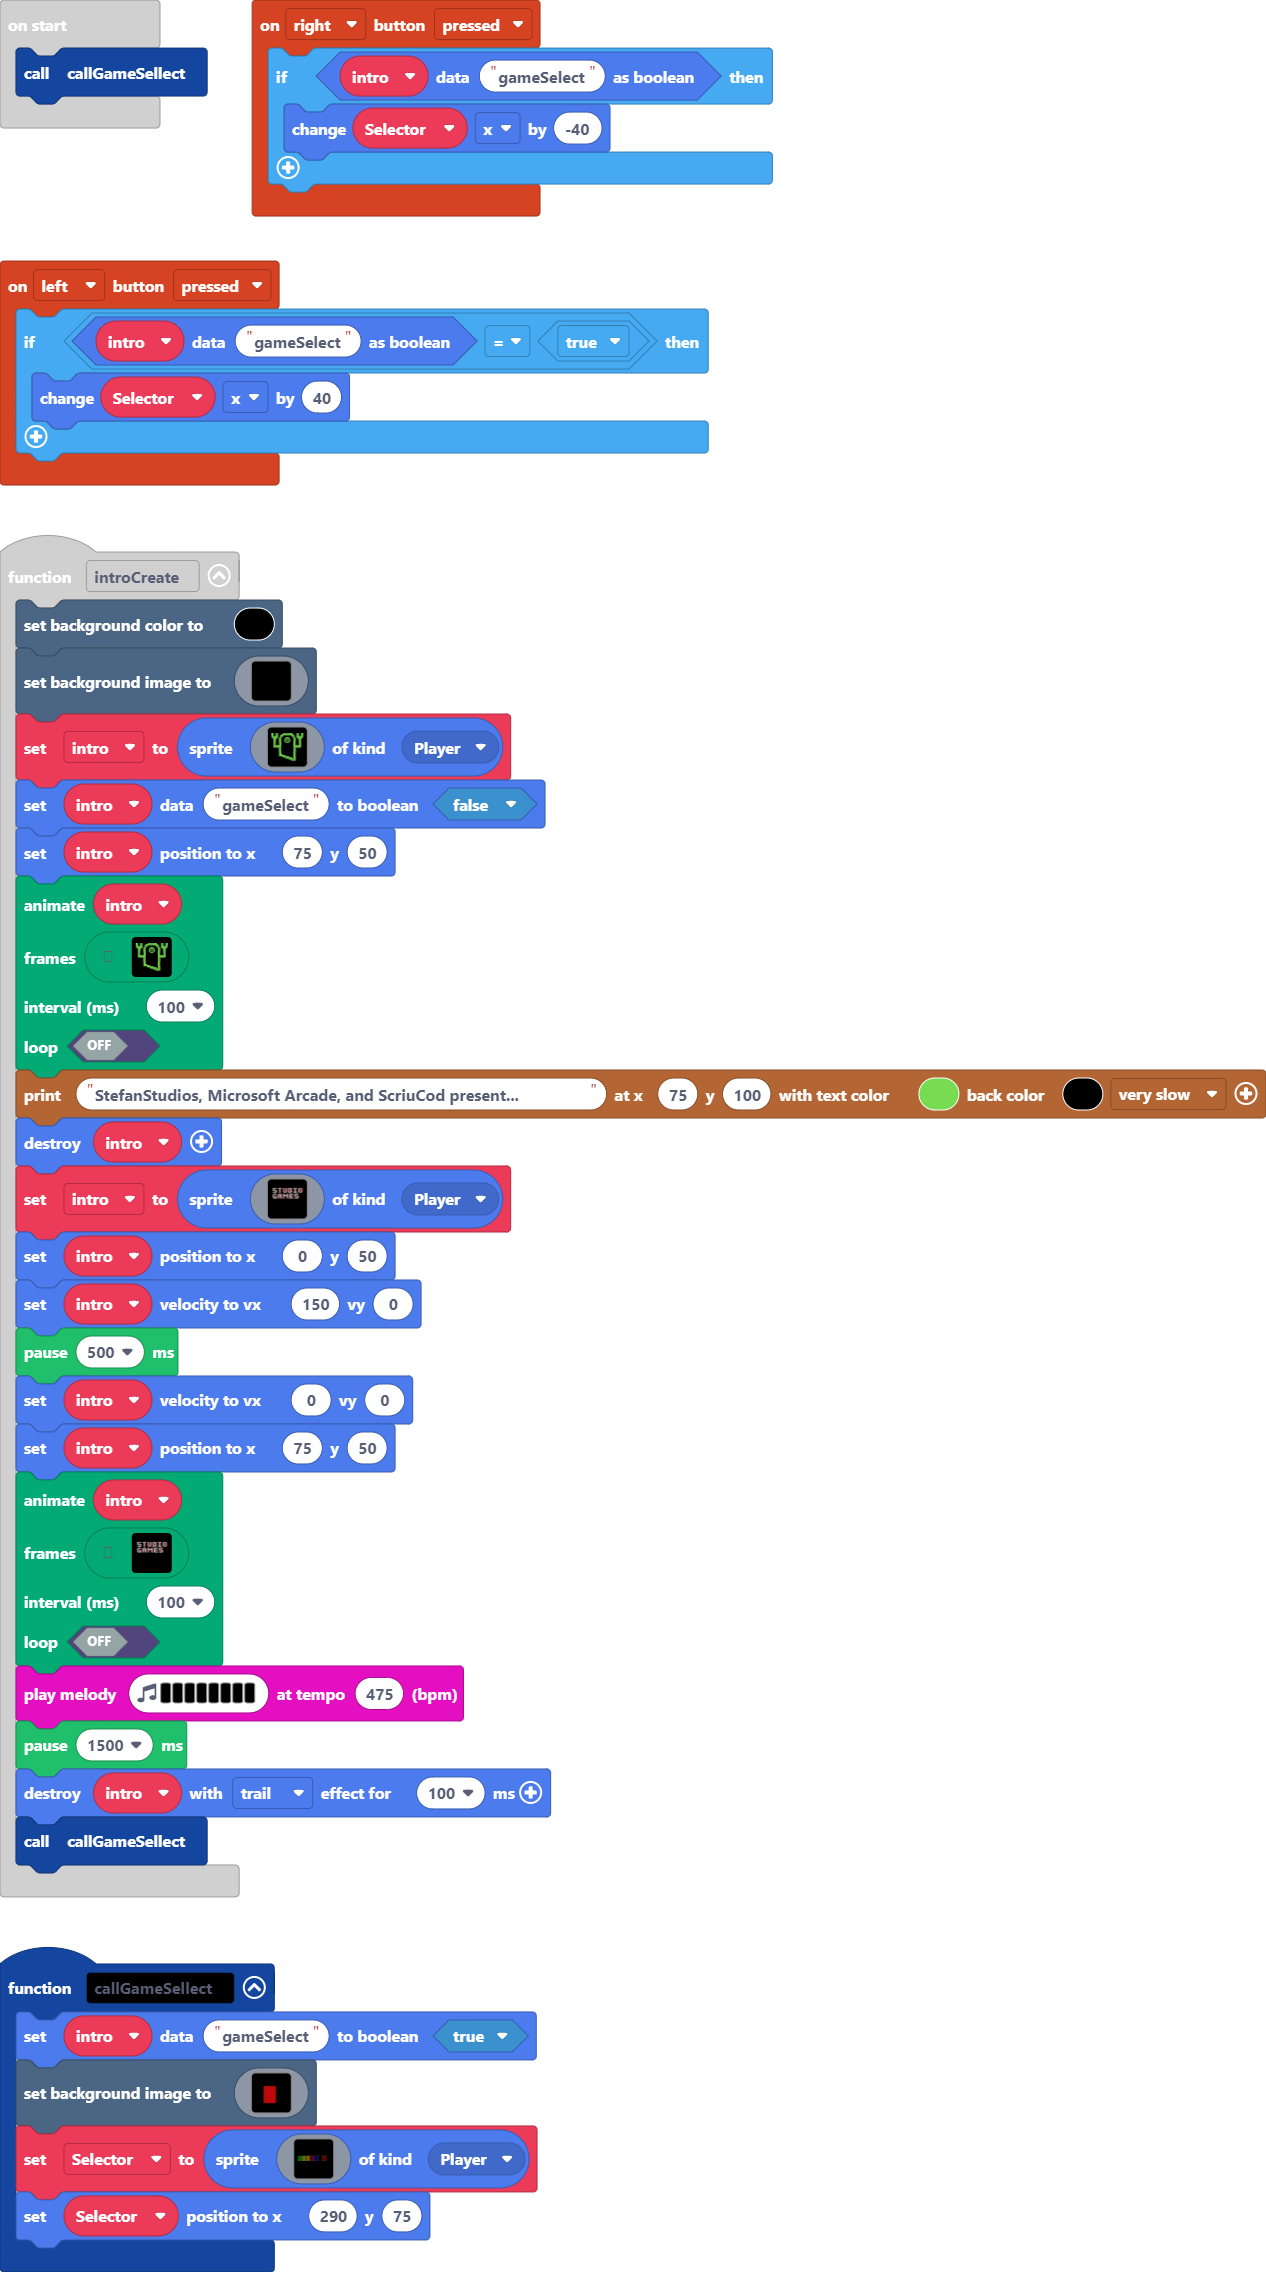 on start
call callGameSellect
on right button pressed
if intro data "gameSelect" as boolean then
change Selector x by -40
on left button pressed
if intro data "gameSelect" as boolean = true then
change Selector x by 40
function introCreate
set background color to
set background image to
set intro to sprite of kind Player
set intro data "gameSelect" to boolean false
set intro position to x 75 y 50
animate intro
frames
interval (ms) 100
loop OFF
print "StefanStudios, Microsoft Arcade, and ScriuCod present..." at x 75 y 100 with text color back color very slow
destroy intro
set intro to sprite STUDIO GAMES of kind Player
set intro position to x 0 y 50
set intro velocity to vx 150 vy 0
pause 500 ms
set intro velocity to vx 0 vy 0
set intro position to x 75 y 50
animate intro
frames STUDIO GAMES
interval (ms) 100
loop OFF
play melody at tempo 475 (bpm)
pause 1500 ms
destroy intro with trail effect for 100 ms
call callGameSellect
function callGameSellect
set intro data "gameSelect" to boolean true
set background image to
set Selector to sprite of kind Player
set Selector position to x 290 y 75